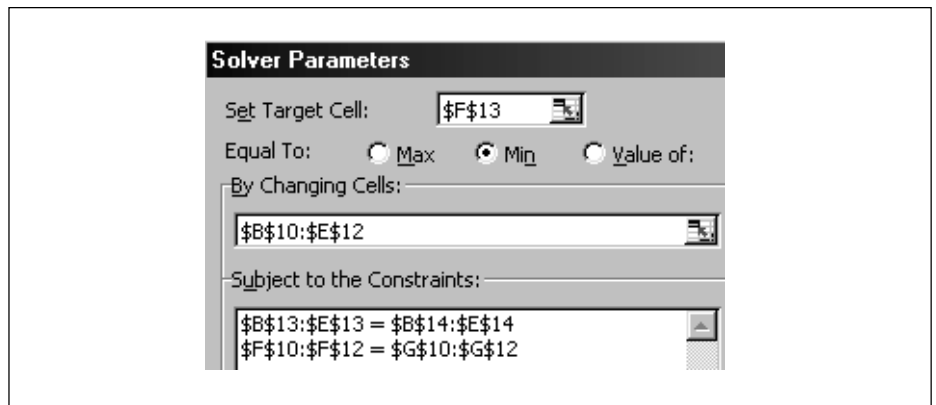 Solver Parameters
Set Target Cell: $F$13
Equal To: Max Min Value of:
By Changing Cells:
$B$10:$E$12
Subject to the Constraints:
$B$13:$E$13 = $B$14:$E$14
$F$10:$F$12 = $G$10:$G$12